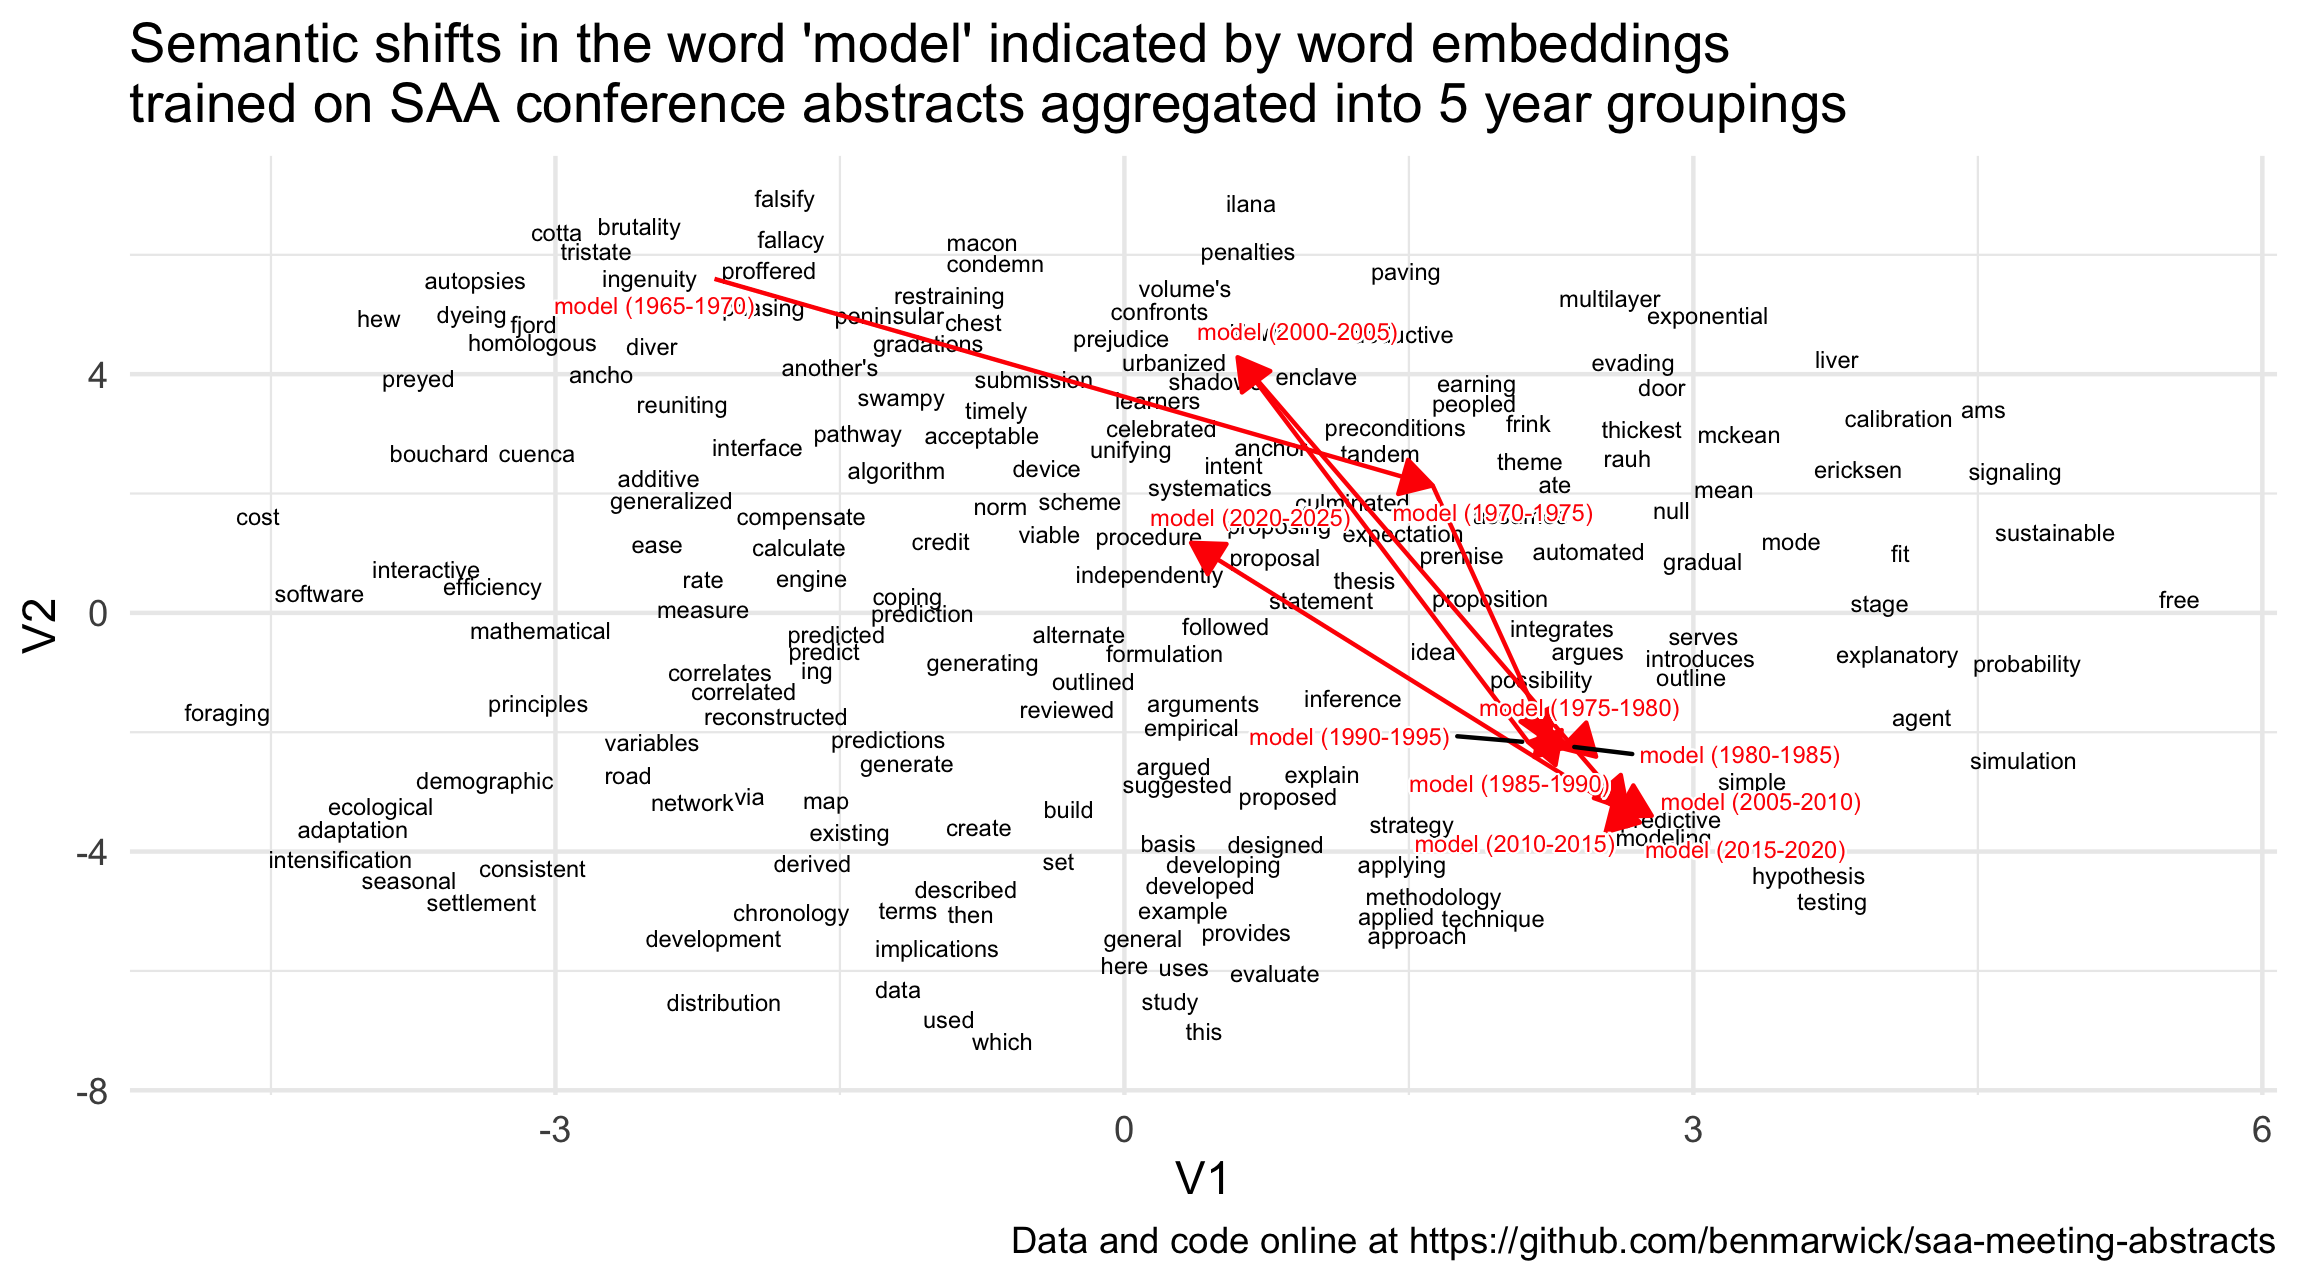 Semantic shifts in the word 'model' indicated by word embeddings
trained on SAA conference abstracts aggregated into 5 year groupings
falsify
ilana
cotta
brutality
tristate
fallacy
macon
penalties
condemn
proffered
paving
autopsies
ingenuity
volume's
restraining
multilayer
model (1965-1970)
confronts
hew
dyeing
fjord
peninsular
chest
exponential
model (2000-2005)
homologous
diver
gradations
prejudice
urbanized
evading
liver
preyed
ancho
another's
submission
shadows
enclave
earning
door
reuniting
swampy
timely
learners
peopled
calibration
ams
interface
pathway
acceptable
celebrated
preconditions
frink
thickest
mckean
bouchard
cuenca
unifying
anchor
tandem
additive
algorithm
device
intent
theme
rauh
ericksen
signaling
generalized
systematics
ate
mean
cost
compensate
norm
scheme
culminated
model (2020-2025)
model (1970-1975)
null
ease
calculate
credit
viable
procedure
proposing
expectation
sustainable
interactive
proposal
premise
automated
gradual
mode
fit
software
efficiency
rate
engine
independently
thesis
measure
coping
prediction
statement
proposition
stage
free
mathematical
predicted
alternate
followed
integrates
serves
predict
generating
formulation
idea
argues
introduces
explanatory
probability
correlates
ing
outlined
possibility
outline
correlated
foraging
principles
reconstructed
reviewed
arguments
inference
model (1975-1980)
agent
variables
predictions
empirical
model (1990-1995)
model (1980-1985)
demographic
road
generate
argued
explain
simulation
suggested
model (1985-1990)
simple
ecological
network
via
map
build
proposed
model (2005-2010)
adaptation
existing
create
strategy
predictive
modeling
intensification
consistent
derived
set
basis
designed
model (2010-2015)
model (2015-2020)
seasonal
described
developing
applying
hypothesis
settlement
developed
methodology
testing
chronology
terms
then
example
applied
technique
development
implications
general
provides
approach
here
uses
evaluate
distribution
data
study
used
this
which
4
0
-4
-8
V2
-3
0
3
6
V1
Data and code online at https://github.com/benmarwick/saa-meeting-abstracts